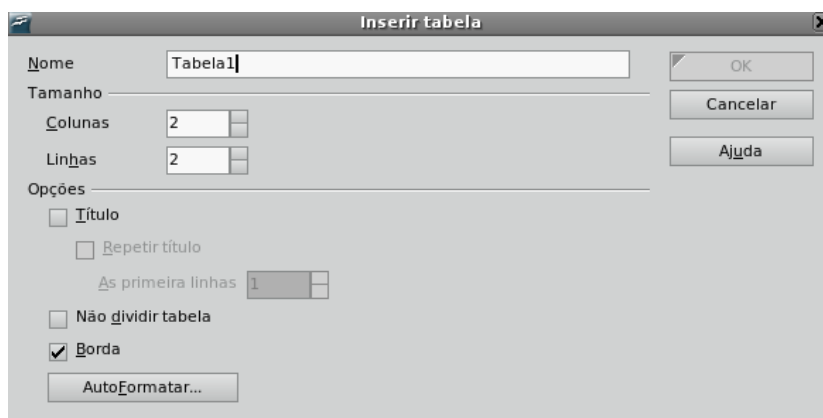 Inserir tabela
Nome Tabela1 OK
Tamanho Cancelar
Colunas 2
Linhas 2 Ajuda
Opções
Título
Repetir título
As primeira linhas 1
Não dividir tabela
Borda
AutoFormatar...